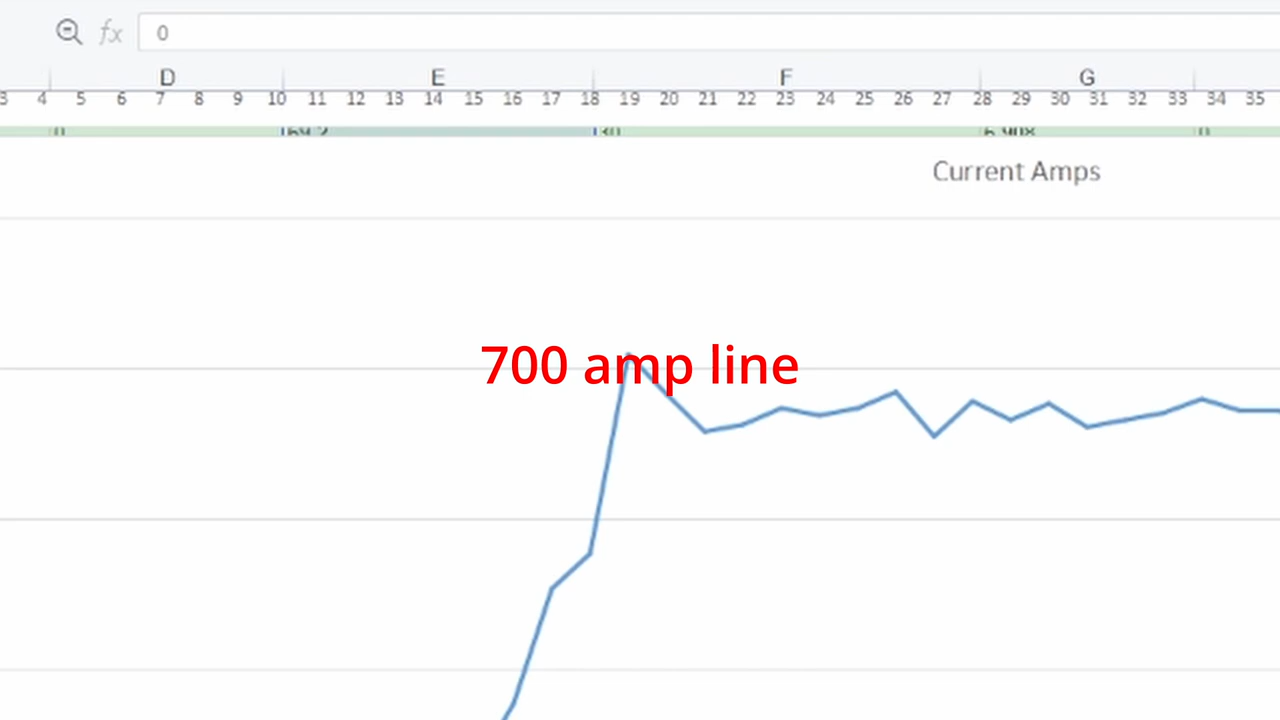 fx 0
D E F G
4 5 6 7 8 9 10 11 12 13 14 15 16 17 18 19 20 21 22 23 24 25 26 27 28 29 30 31 32 33 34 35
Current Amps
700 amp line